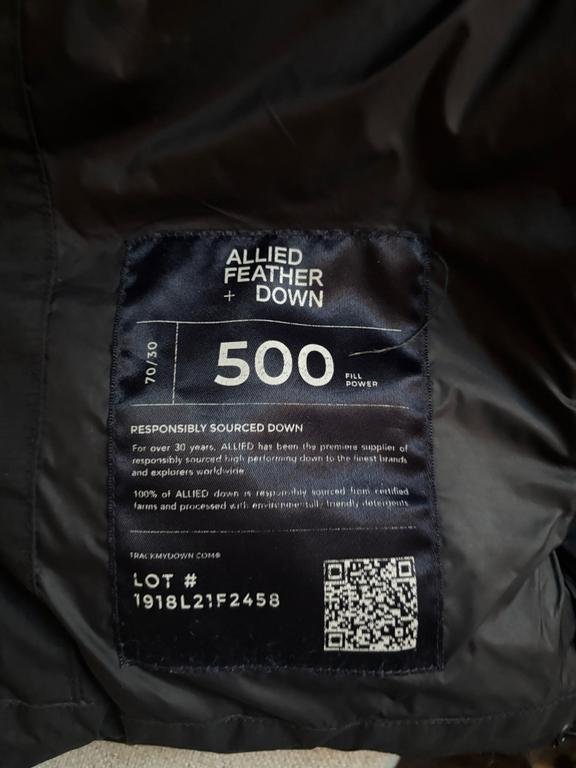 ALLIED
FEATHER
+ DOWN
70/30
500
FILL
POWER
RESPONSIBLY SOURCED DOWN
For over 30 years, ALLIED has been the premiere supplier of
responsibly sourced high performing down to the finest brands
and explorers worldwide.
100% of ALLIED down is responsibly sourced from certified
farms and processed with environmentally friendly detergents
TRACKMYDOWN.COM®
LOT #
1918L21F2458